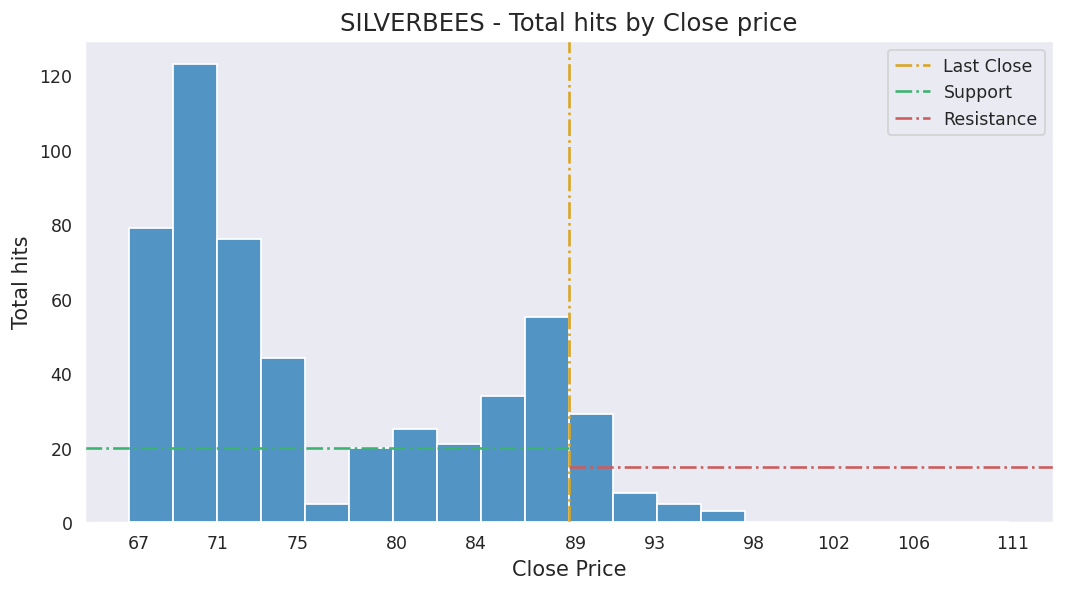 SILVERBEES - Total hits by Close price
Last Close
Support
Resistance
Total hits
120
100
80
60
40
20
0
67 71 75 80 84 89 93 98 102 106 111
Close Price